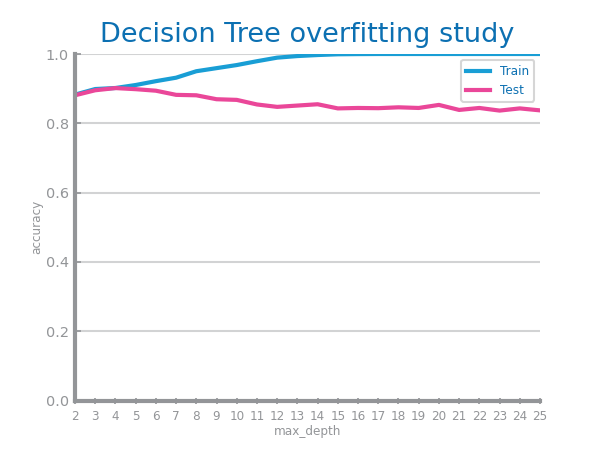 Decision Tree overfitting study
1.0
Train
Test
0.8
0.6
accuracy
0.4
0.2
0.0
2 3 4 5 6 7 8 9 10 11 12 13 14 15 16 17 18 19 20 21 22 23 24 25
max_depth